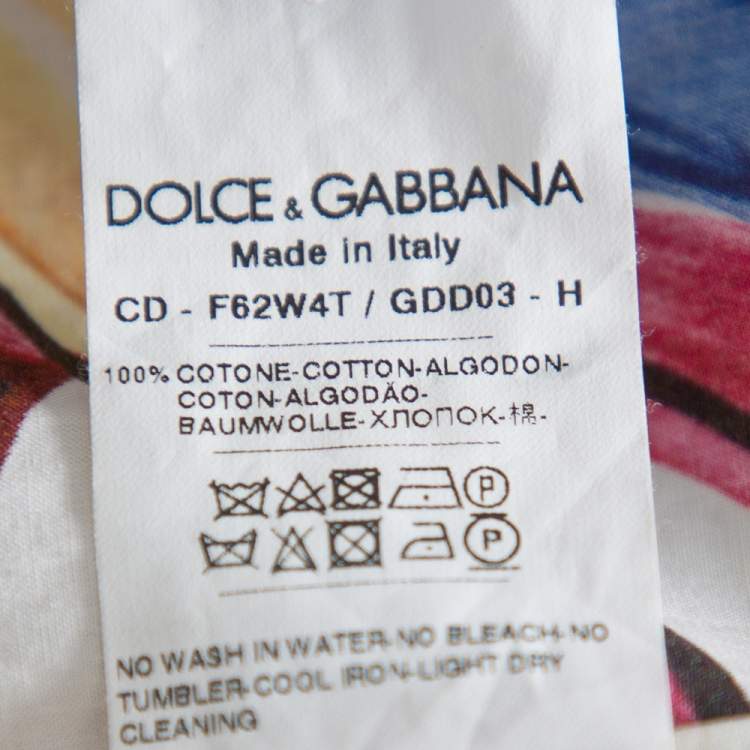 DOLCE & GABBANA
Made in Italy
CD - F62W4T / GDD03 - H
100% COTONE-COTTON-ALGODON-
COTON-ALGODÃO-
BAUMWOLLE-ХЛОПОК-棉-
P
P
NO WASH IN WATER-NO BLEACH-NO
TUMBLER-COOL IRON-LIGHT DRY
CLEANING